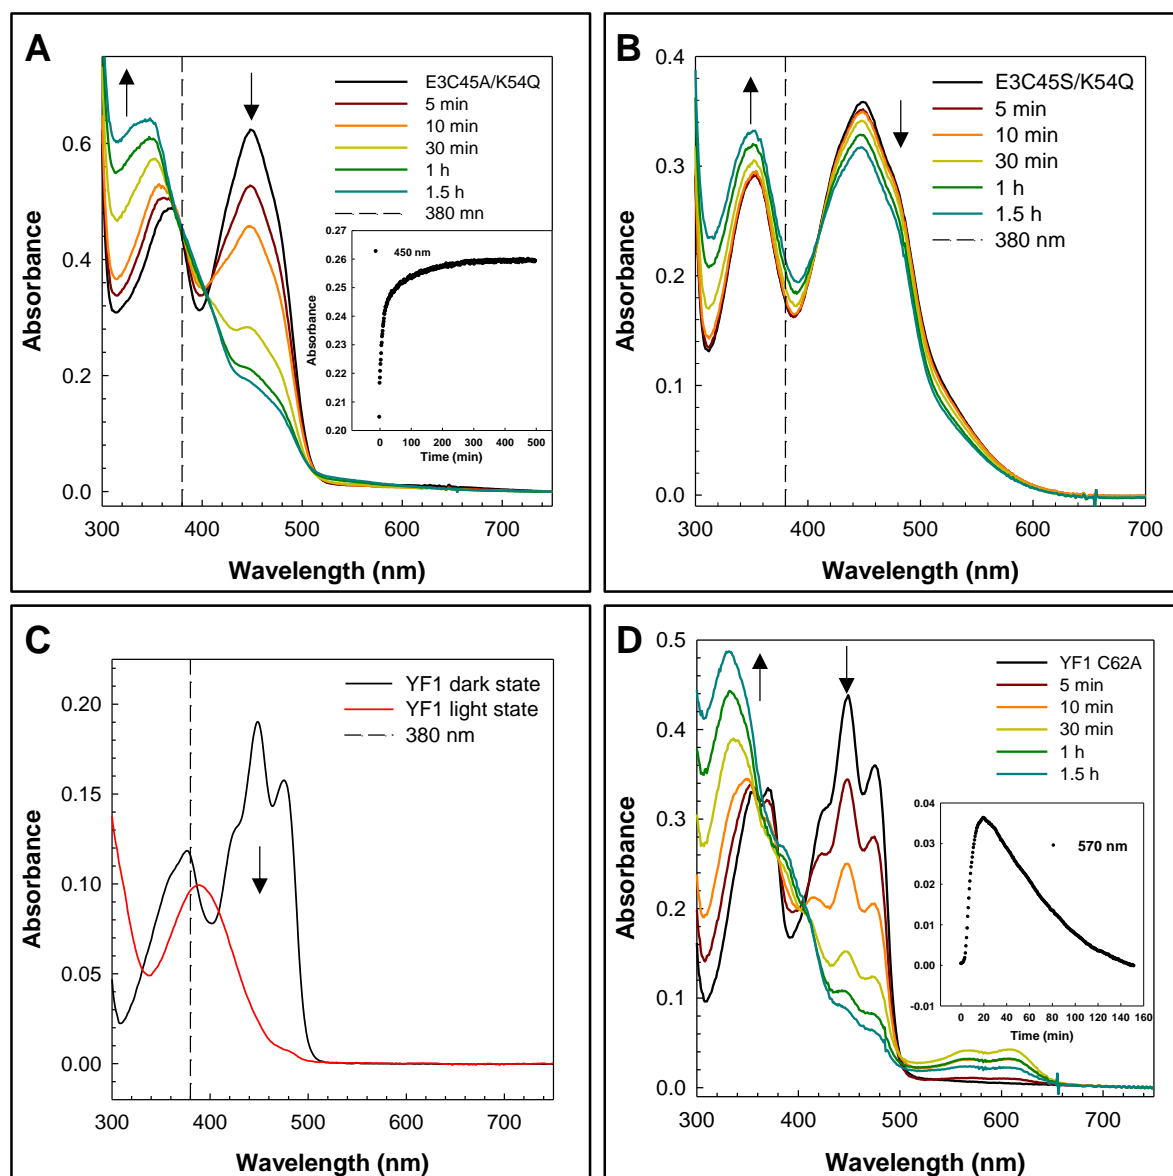 A
E3C45A/K54Q
5 min
10 min
30 min
1 h
1.5 h
380 mn
0.6
0.4
0.2
0.0
300 400 500 600 700
Absorbance
Wavelength (nm)
450 nm
0.27
0.26
0.25
0.24
0.23
0.22
0.21
0.20
0 100 200 300 400 500
Absorbance
Time (min)
B
E3C45S/K54Q
5 min
10 min
30 min
1 h
1.5 h
380 nm
0.4
0.3
0.2
0.1
0.0
300 400 500 600 700
Absorbance
Wavelength (nm)
C
YF1 dark state
YF1 light state
380 nm
0.20
0.15
0.10
0.05
0.00
300 400 500 600 700
Absorbance
Wavelength (nm)
D
YF1 C62A
5 min
10 min
30 min
1 h
1.5 h
0.5
0.4
0.3
0.2
0.1
0.0
300 400 500 600 700
Absorbance
Wavelength (nm)
570 nm
0.04
0.03
0.02
0.01
0.00
-0.01
0 20 40 60 80 100 120 140 160
Time (min)